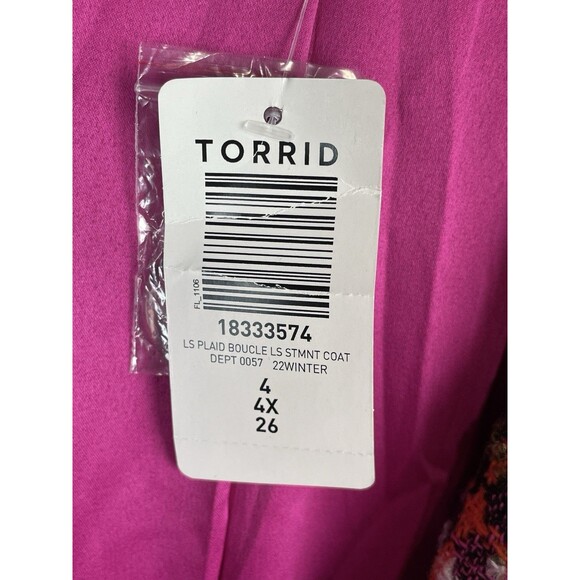 TORRID
FL_1106
18333574
LS PLAID BOUCLE LS STMNT COAT
DEPT 0057 22WINTER
4
4X
26